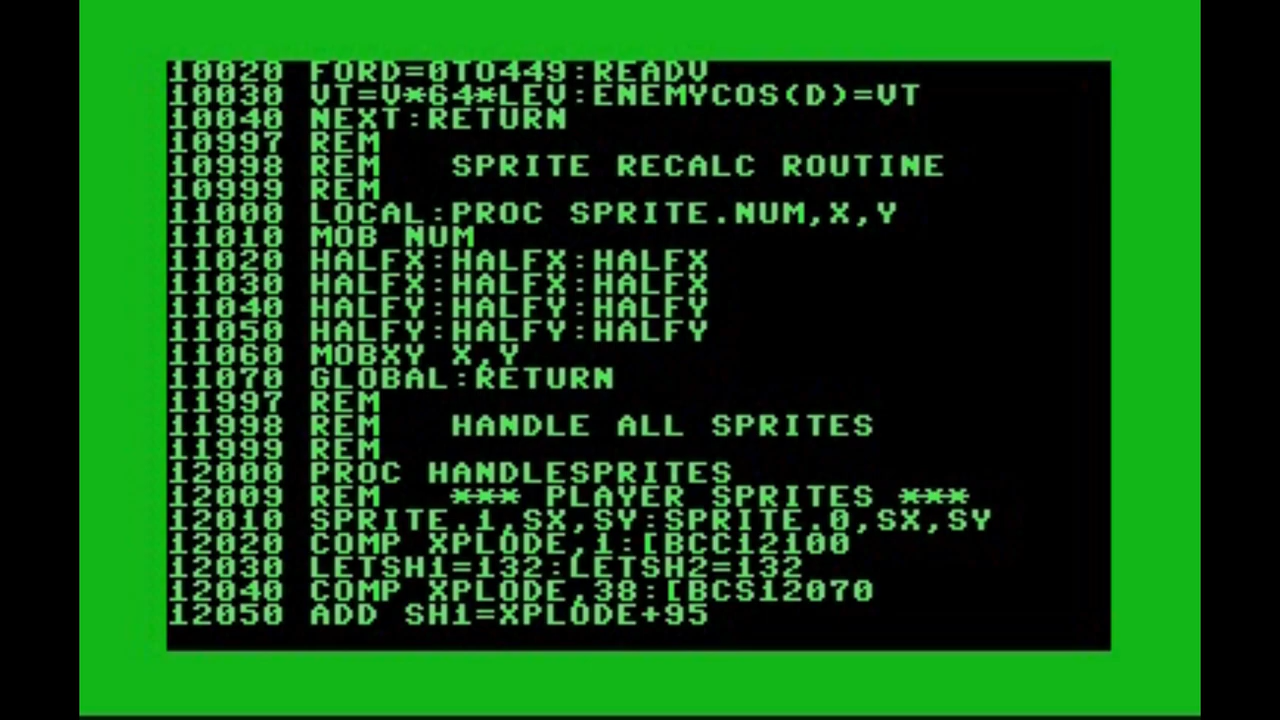 10020 FORD=0TO449:READV
10030 VT=V*64*LEV:ENEMYCOS(D)=VT
10040 NEXT:RETURN
10997 REM
10998 REM   SPRITE RECALC ROUTINE
10999 REM
11000 LOCAL:PROC SPRITE.NUM,X,Y
11010 MOB NUM
11020 HALFX:HALFX:HALFX
11030 HALFX:HALFX:HALFX
11040 HALFY:HALFY:HALFY
11050 HALFY:HALFY:HALFY
11060 MOBXY X,Y
11070 GLOBAL:RETURN
11997 REM
11998 REM   HANDLE ALL SPRITES
11999 REM
12000 PROC HANDLESPRITES
12009 REM   *** PLAYER SPRITES ***
12010 SPRITE.1,SX,SY:SPRITE.0,SX,SY
12020 COMP XPLODE,1:[BCC12100
12030 LETSH1=132:LETSH2=132
12040 COMP XPLODE,38:[BCS12070
12050 ADD SH1=XPLODE+95